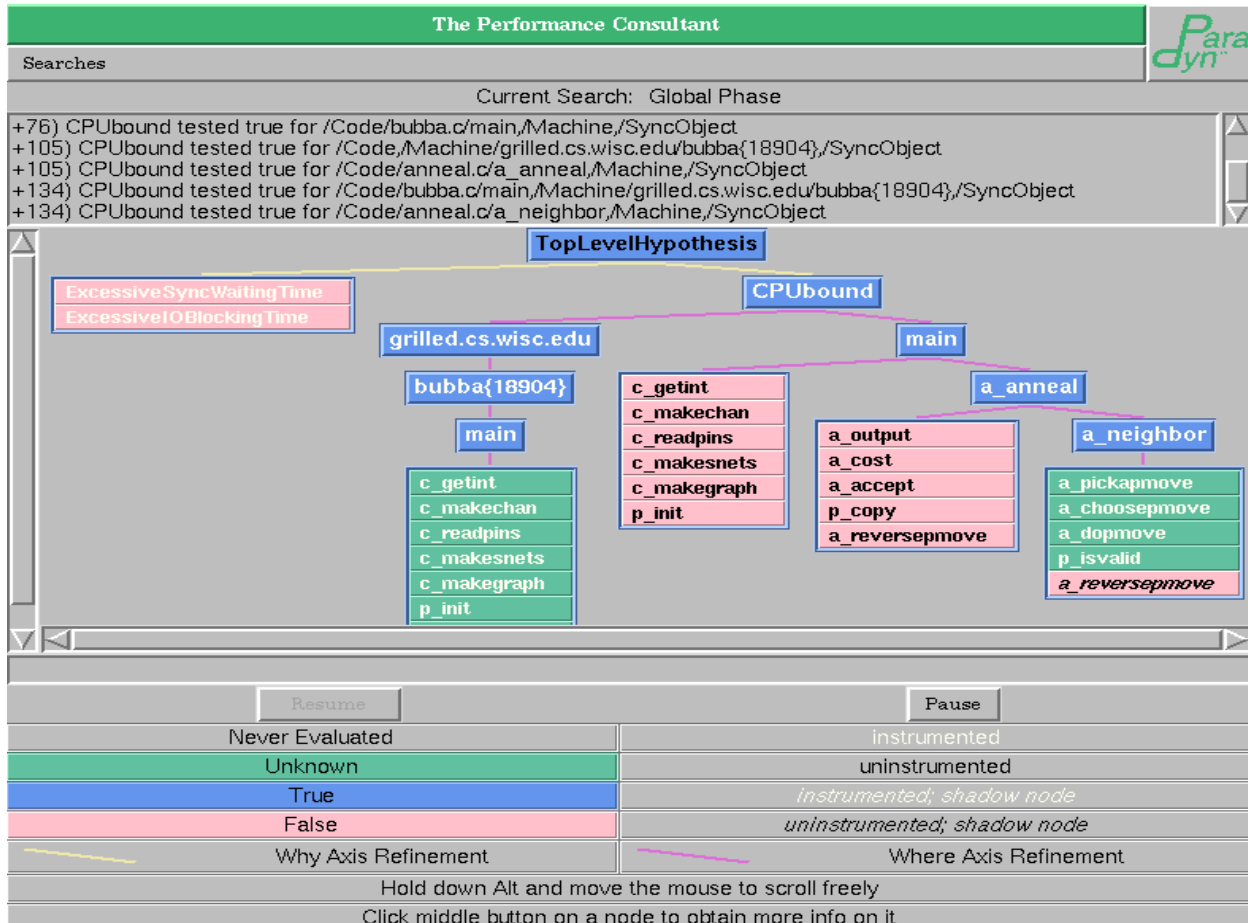 The Performance Consultant
Paradyn
Searches
Current Search: Global Phase
+76) CPUbound tested true for /Code/bubba.c/main,/Machine,/SyncObject
+105) CPUbound tested true for /Code,/Machine/grilled.cs.wisc.edu/bubba{18904},/SyncObject
+105) CPUbound tested true for /Code/anneal.c/a_anneal,/Machine,/SyncObject
+134) CPUbound tested true for /Code/bubba.c/main,/Machine/grilled.cs.wisc.edu/bubba{18904},/SyncObject
+134) CPUbound tested true for /Code/anneal.c/a_neighbor,/Machine,/SyncObject
TopLevelHypothesis
ExcessiveSyncWaitingTime
ExcessiveIOBlockingTime
CPUbound
grilled.cs.wisc.edu
main
bubba{18904}
main
c_getint
c_makechan
c_readpins
c_makesnets
c_makegraph
p_init
c_getint
c_makechan
c_readpins
c_makesnets
c_makegraph
p_init
a_anneal
a_output
a_cost
a_accept
p_copy
a_reversepmove
a_neighbor
a_pickapmove
a_choosepmove
a_dopmove
p_isvalid
a_reversepmove
Resume
Pause
Never Evaluated
instrumented
Unknown
uninstrumented
True
instrumented; shadow node
False
uninstrumented; shadow node
Why Axis Refinement
Where Axis Refinement
Hold down Alt and move the mouse to scroll freely
Click middle button on a node to obtain more info on it